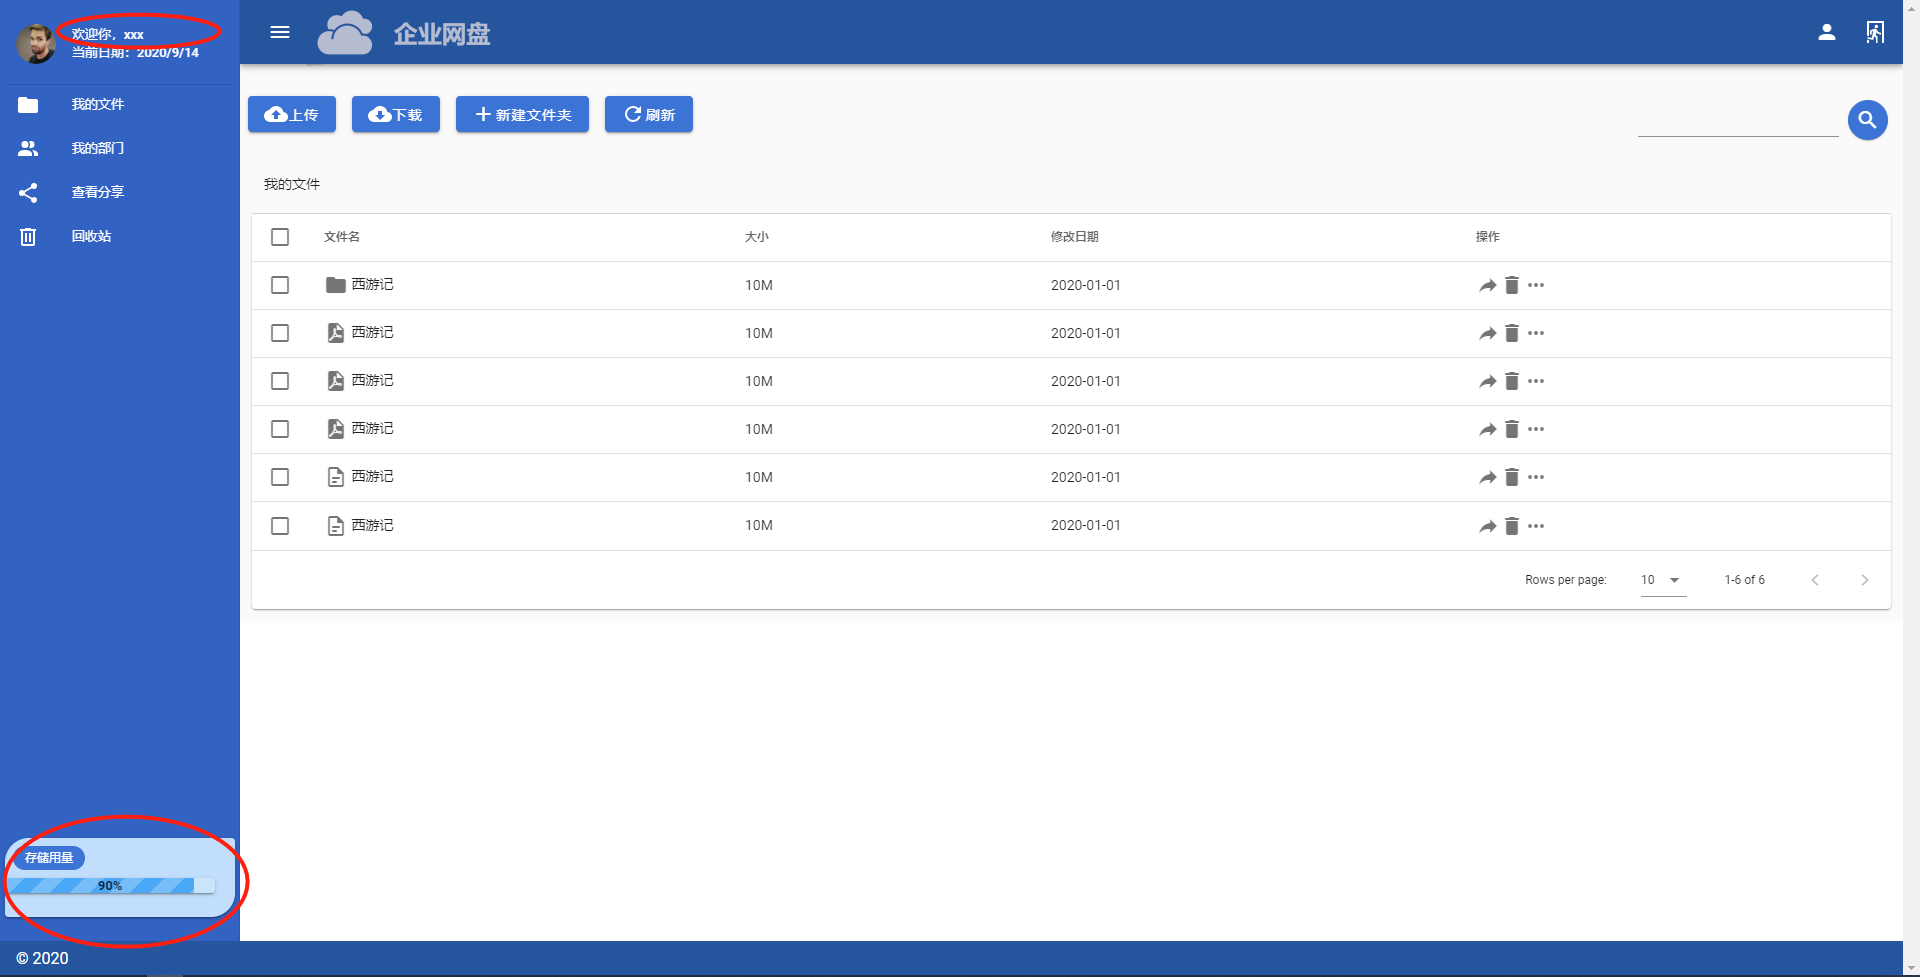 欢迎你，xxx
当前日期：2020/9/14
企业网盘
我的文件
我的部门
查看分享
回收站
上传 下载 新建文件夹 刷新
我的文件
文件名 大小 修改日期 操作
西游记 10M 2020-01-01
西游记 10M 2020-01-01
西游记 10M 2020-01-01
西游记 10M 2020-01-01
西游记 10M 2020-01-01
西游记 10M 2020-01-01
Rows per page: 10 1-6 of 6
存储用量
90%
© 2020